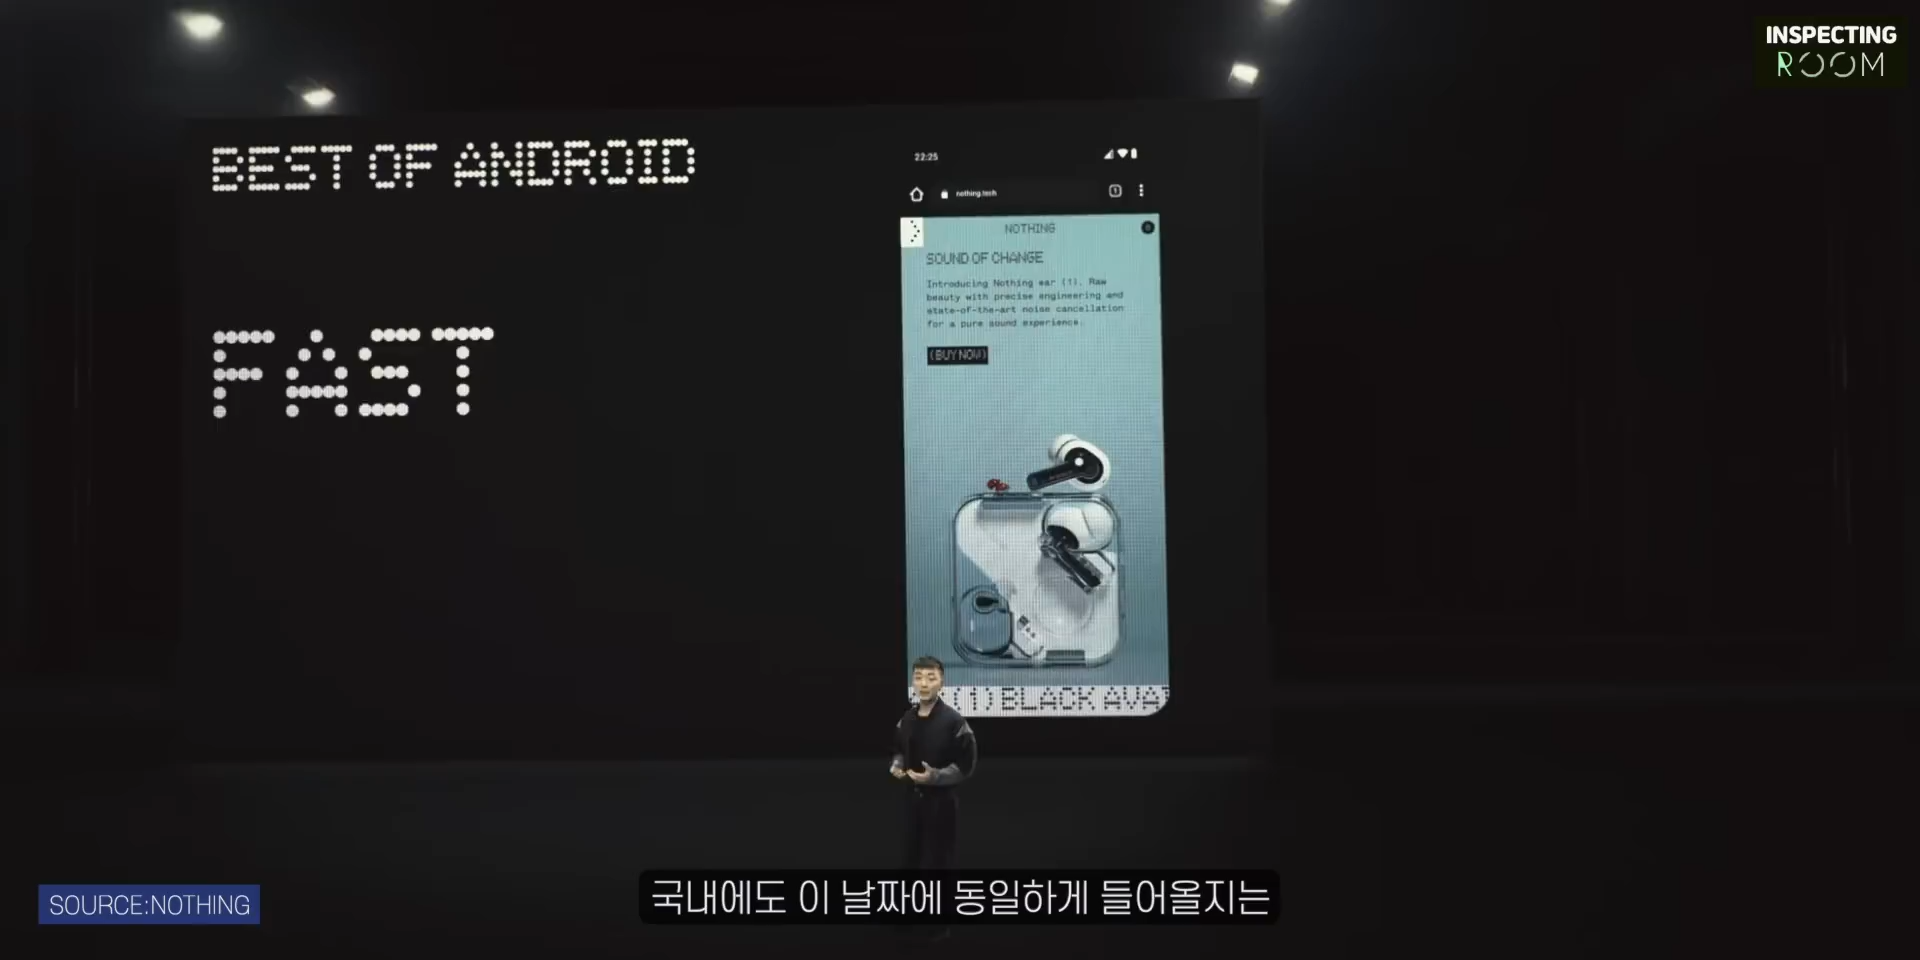 INSPECTING
ROOM
BEST OF ANDROID
FAST
22:25
nothing.tech
1
NOTHING
SOUND OF CHANGE
Introducing Nothing ear (1). Raw
beauty with precise engineering and
state-of-the-art noise cancellation
for a pure sound experience.
(BUY NOW)
(1) BLACK AVA
국내에도 이 날짜에 동일하게 들어올지는
SOURCE:NOTHING